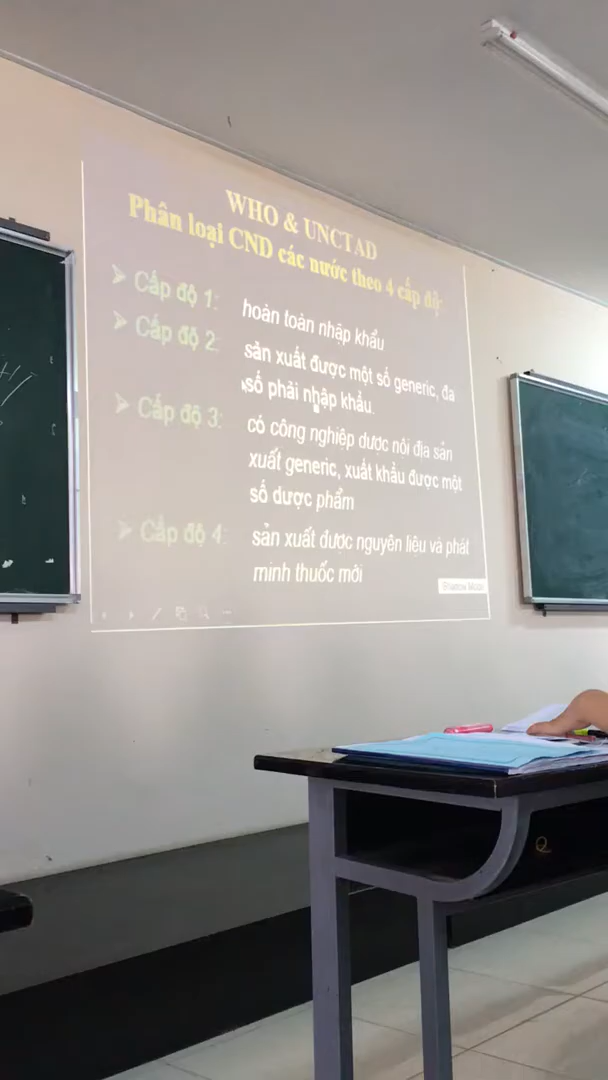 WHO & UNCTAD
Phân loại CND các nước theo 4 cấp độ:
➢ Cấp độ 1: hoàn toàn nhập khẩu
➢ Cấp độ 2: sản xuất được một số generic, đa
số phải nhập khẩu.
➢ Cấp độ 3: có công nghiệp dược nội địa sản
xuất generic, xuất khẩu được một
số dược phẩm
➢ Cấp độ 4: sản xuất được nguyên liệu và phát
minh thuốc mới